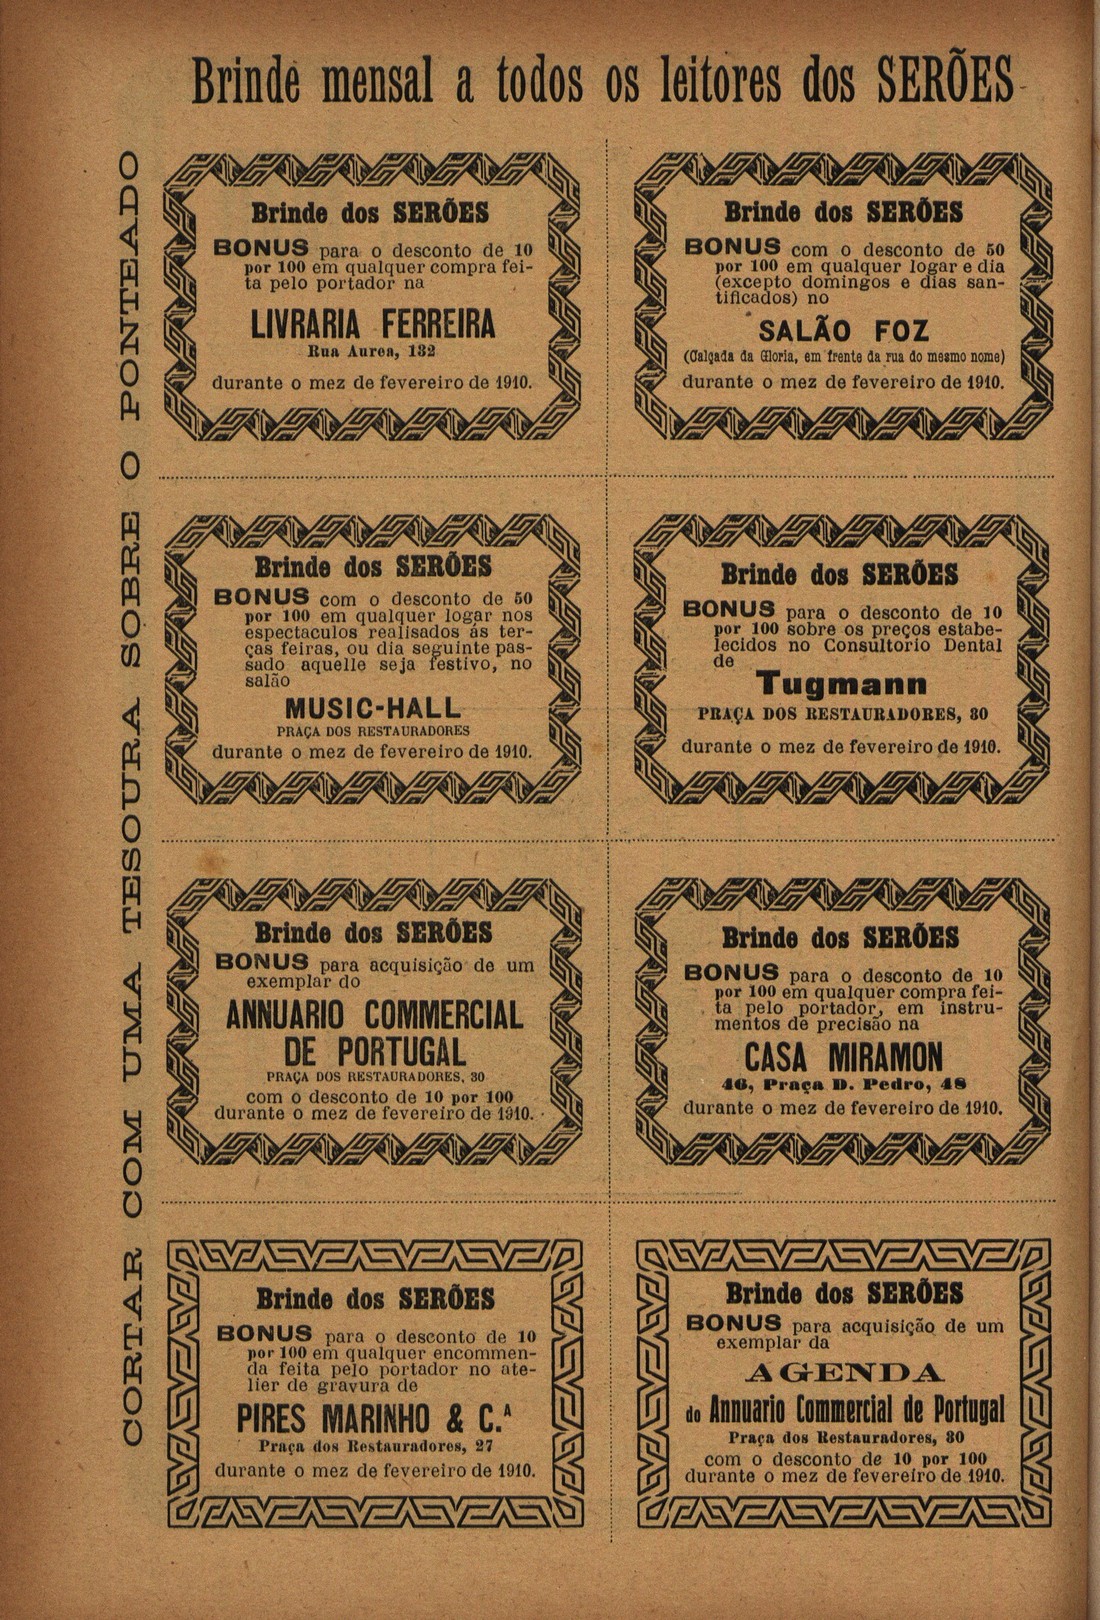 Brinde mensal a todos os leitores dos SERÕES
CORTAR COM UMA TESOURA SOBRE O PONTEADO
Brinde dos SERÕES
BONUS para o desconto de 10
por 100 em qualquer compra fei-
ta pelo portador na
LIVRARIA FERREIRA
Rua Aurea, 132
durante o mez de fevereiro de 1910.
Brinde dos SERÕES
BONUS com o desconto de 50
por 100 em qualquer logar e dia
(excepto domingos e dias san-
tificados) no
SALÃO FOZ
(Calçada da Gloria, em frente da rua do mesmo nome)
durante o mez de fevereiro de 1910.
Brinde dos SERÕES
BONUS com o desconto de 50
por 100 em qualquer logar nos
espectaculos realisados ás ter-
ças feiras, ou dia seguinte pas-
sado aquelle seja festivo, no
salão
MUSIC-HALL
PRAÇA DOS RESTAURADORES
durante o mez de fevereiro de 1910.
Brinde dos SERÕES
BONUS para o desconto de 10
por 100 sobre os preços estabe-
lecidos no Consultorio Dental
de
Tugmann
PRAÇA DOS RESTAURADORES, 30
durante o mez de fevereiro de 1910.
Brinde dos SERÕES
BONUS para acquisição de um
exemplar do
ANNUARIO COMMERCIAL
DE PORTUGAL
PRAÇA DOS RESTAURADORES, 30
com o desconto de 10 por 100
durante o mez de fevereiro de 1910.
Brinde dos SERÕES
BONUS para o desconto de 10
por 100 em qualquer compra fei-
ta pelo portador, em instru-
mentos de precisão na
CASA MIRAMON
46, Praça D. Pedro, 48
durante o mez de fevereiro de 1910.
Brinde dos SERÕES
BONUS para o desconto de 10
por 100 em qualquer encommen-
da feita pelo portador no ate-
lier de gravura de
PIRES MARINHO & C.ª
Praça dos Restauradores, 27
durante o mez de fevereiro de 1910.
Brinde dos SERÕES
BONUS para acquisição de um
exemplar da
AGENDA
do Annuario Commercial de Portugal
Praça dos Restauradores, 30
com o desconto de 10 por 100
durante o mez de fevereiro de 1910.